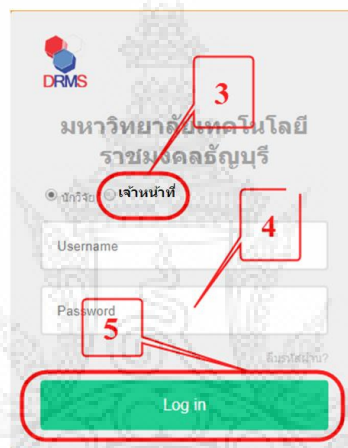 DRMS
3
มหาวิทยาลัยเทคโนโลยี
ราชมงคลธัญบุรี
นักวิจัย เจ้าหน้าที่
Username
4
Password
5
ลืมรหัสผ่าน?
Log in